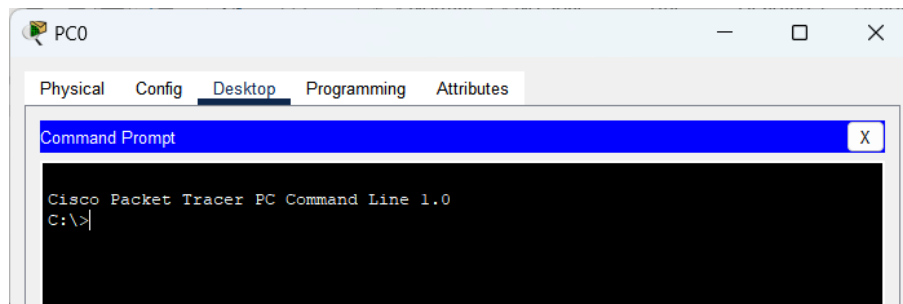 PC0
Physical Config Desktop Programming Attributes
Command Prompt X
Cisco Packet Tracer PC Command Line 1.0
C:\>